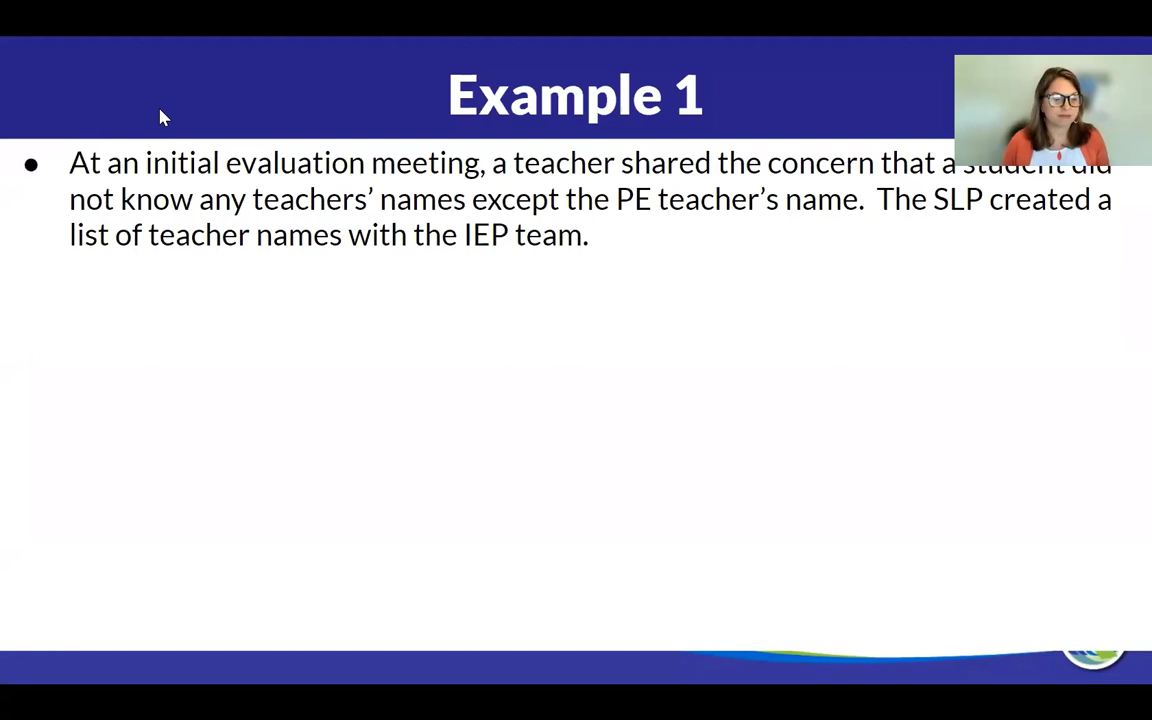 Example 1
● At an initial evaluation meeting, a teacher shared the concern that a student did
not know any teachers’ names except the PE teacher’s name.  The SLP created a
list of teacher names with the IEP team.